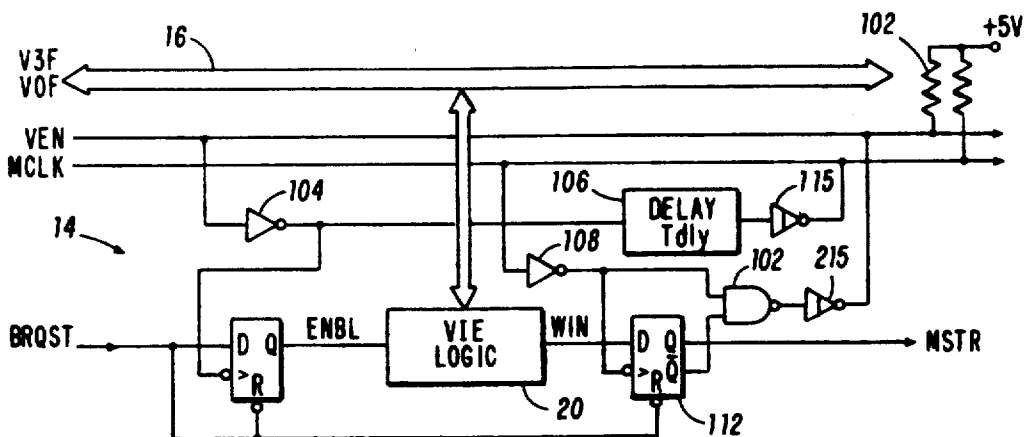 16
102
+5V
V3F
V0F
VEN
MCLK
104
106
DELAY
Tdly
115
14
108
102
215
BRQST
D Q
ENBL
VIE
LOGIC
WIN
D Q
Q̅
MSTR
>
R
>
R
20
112